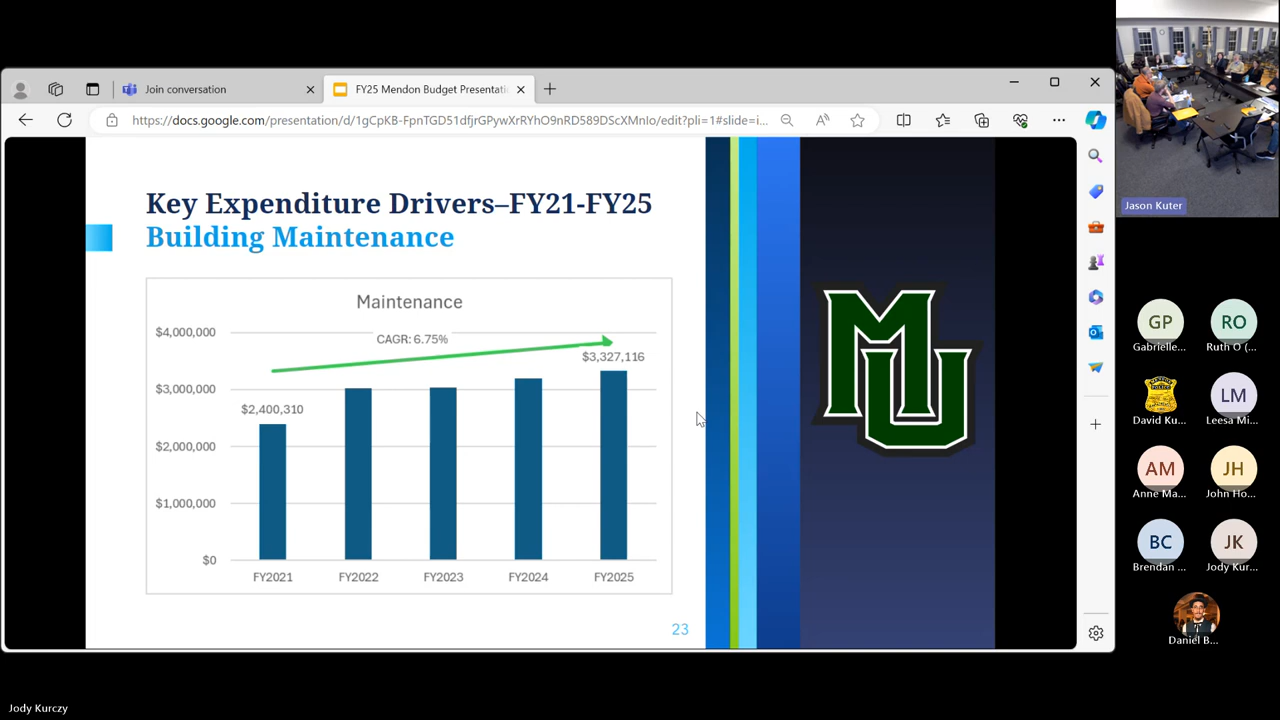 Join conversation
FY25 Mendon Budget Presentati
https://docs.google.com/presentation/d/1gCpKB-FpnTGD51dfjrGPywXrRYhO9nRD589DScXMnIo/edit?pli=1#slide=i...
Key Expenditure Drivers–FY21-FY25
Building Maintenance
Maintenance
$4,000,000
CAGR: 6.75%
$3,327,116
$3,000,000
$2,400,310
$2,000,000
$1,000,000
$0
FY2021 FY2022 FY2023 FY2024 FY2025
23
MU
Jason Kuter
GP RO
Gabrielle... Ruth O (...
LM
David Ku... Leesa Mi...
AM JH
Anne Ma... John Ho...
BC JK
Brendan ... Jody Kur...
Daniel B...
Jody Kurczy